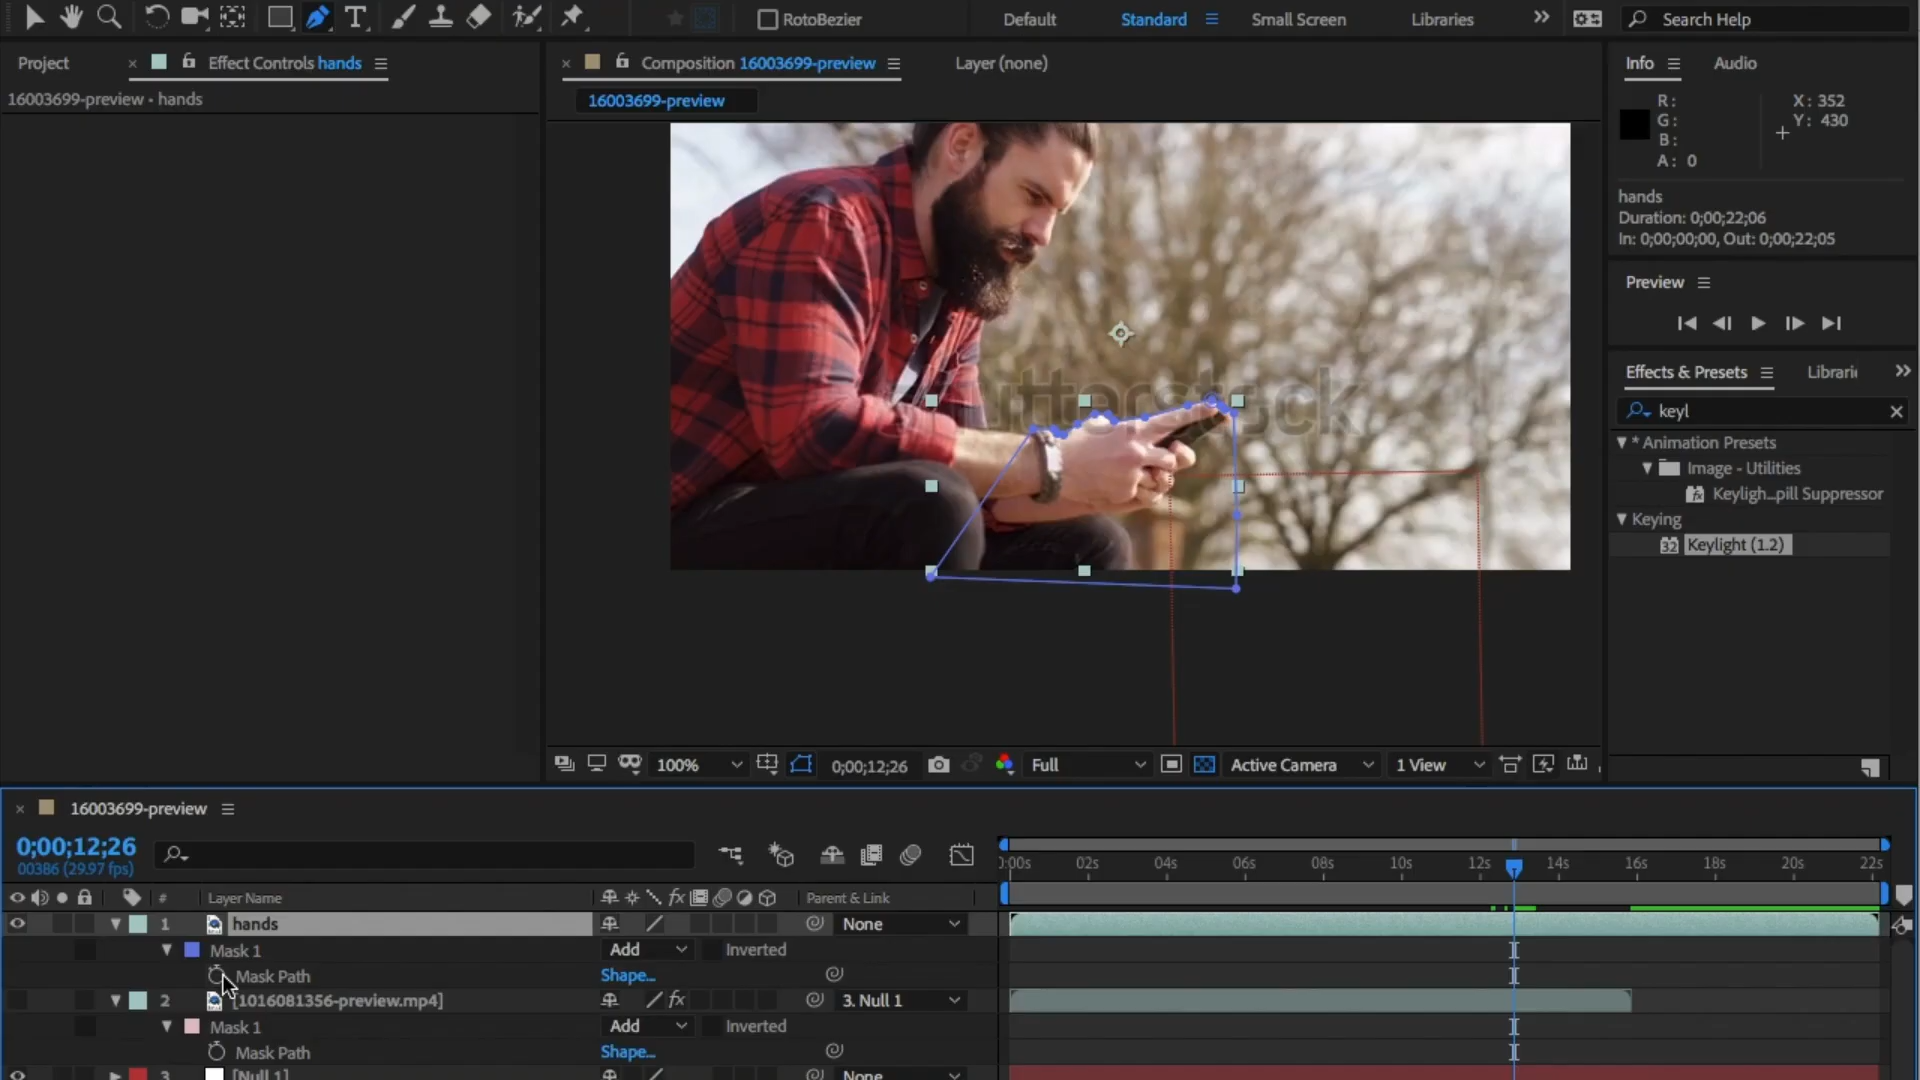 RotoBezier
Default
Standard
Small Screen
Libraries
Search Help
Project
Effect Controls hands
16003699-preview • hands
Composition 16003699-preview
Layer (none)
16003699-preview
shutterstock
100%
0;00;12;26
Full
Active Camera
1 View
Info
Audio
R:
G:
B:
A: 0
X: 352
Y: 430
hands
Duration: 0;00;22;06
In: 0;00;00;00, Out: 0;00;22;05
Preview
Effects & Presets
Librari
keyl
* Animation Presets
Image - Utilities
Keyligh...pill Suppressor
Keying
32 Keylight (1.2)
16003699-preview
0;00;12;26
00386 (29.97 fps)
:00s 02s 04s 06s 08s 10s 12s 14s 16s 18s 20s 22s
# Layer Name fx Parent & Link
1 hands None
Mask 1 Add Inverted
Mask Path Shape...
2 [1016081356-preview.mp4] fx 3. Null 1
Mask 1 Add Inverted
Mask Path Shape...
3 [Null 1] None